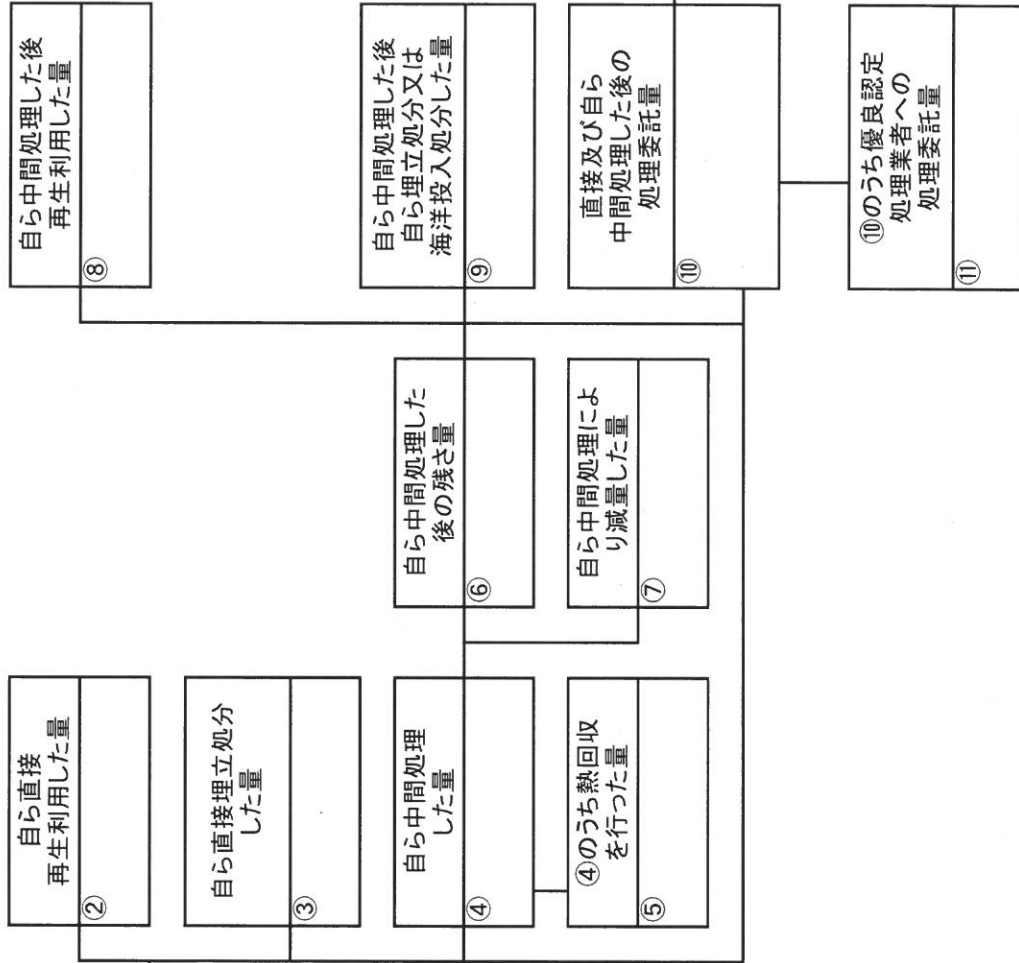 自ら直接
再生利用した量
②
自ら直接埋立処分
した量
③
自ら中間処理
した量
④
④のうち熱回収
を行った量
⑤
自ら中間処理した
後の残さ量
⑥
自ら中間処理によ
り減量した量
⑦
自ら中間処理した後
再生利用した量
⑧
自ら中間処理した後
自ら埋立処分又は
海洋投入処分した量
⑨
直接及び自ら
中間処理した後の
処理委託量
⑩
⑩のうち優良認定
処理業者への
処理委託量
⑪